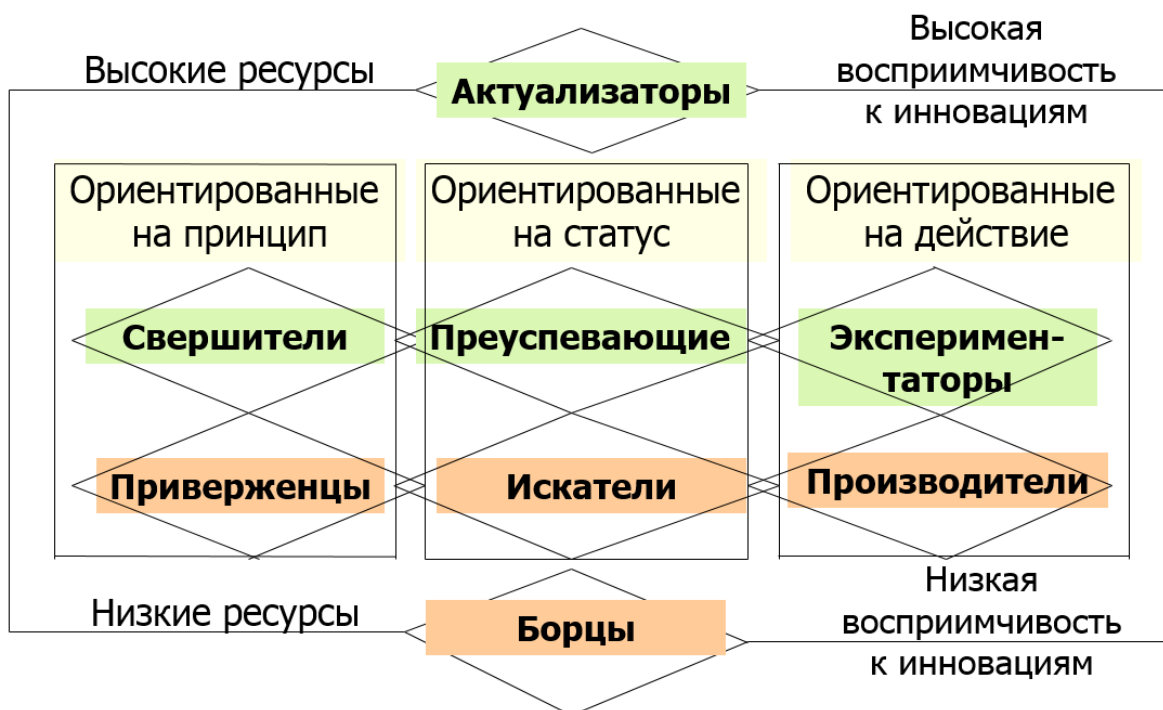 Высокие ресурсы
Актуализаторы
Высокая
восприимчивость
к инновациям
Ориентированные
на принцип
Ориентированные
на статус
Ориентированные
на действие
Свершители
Преуспевающие
Эксперимен-
таторы
Приверженцы
Искатели
Производители
Низкие ресурсы
Борцы
Низкая
восприимчивость
к инновациям